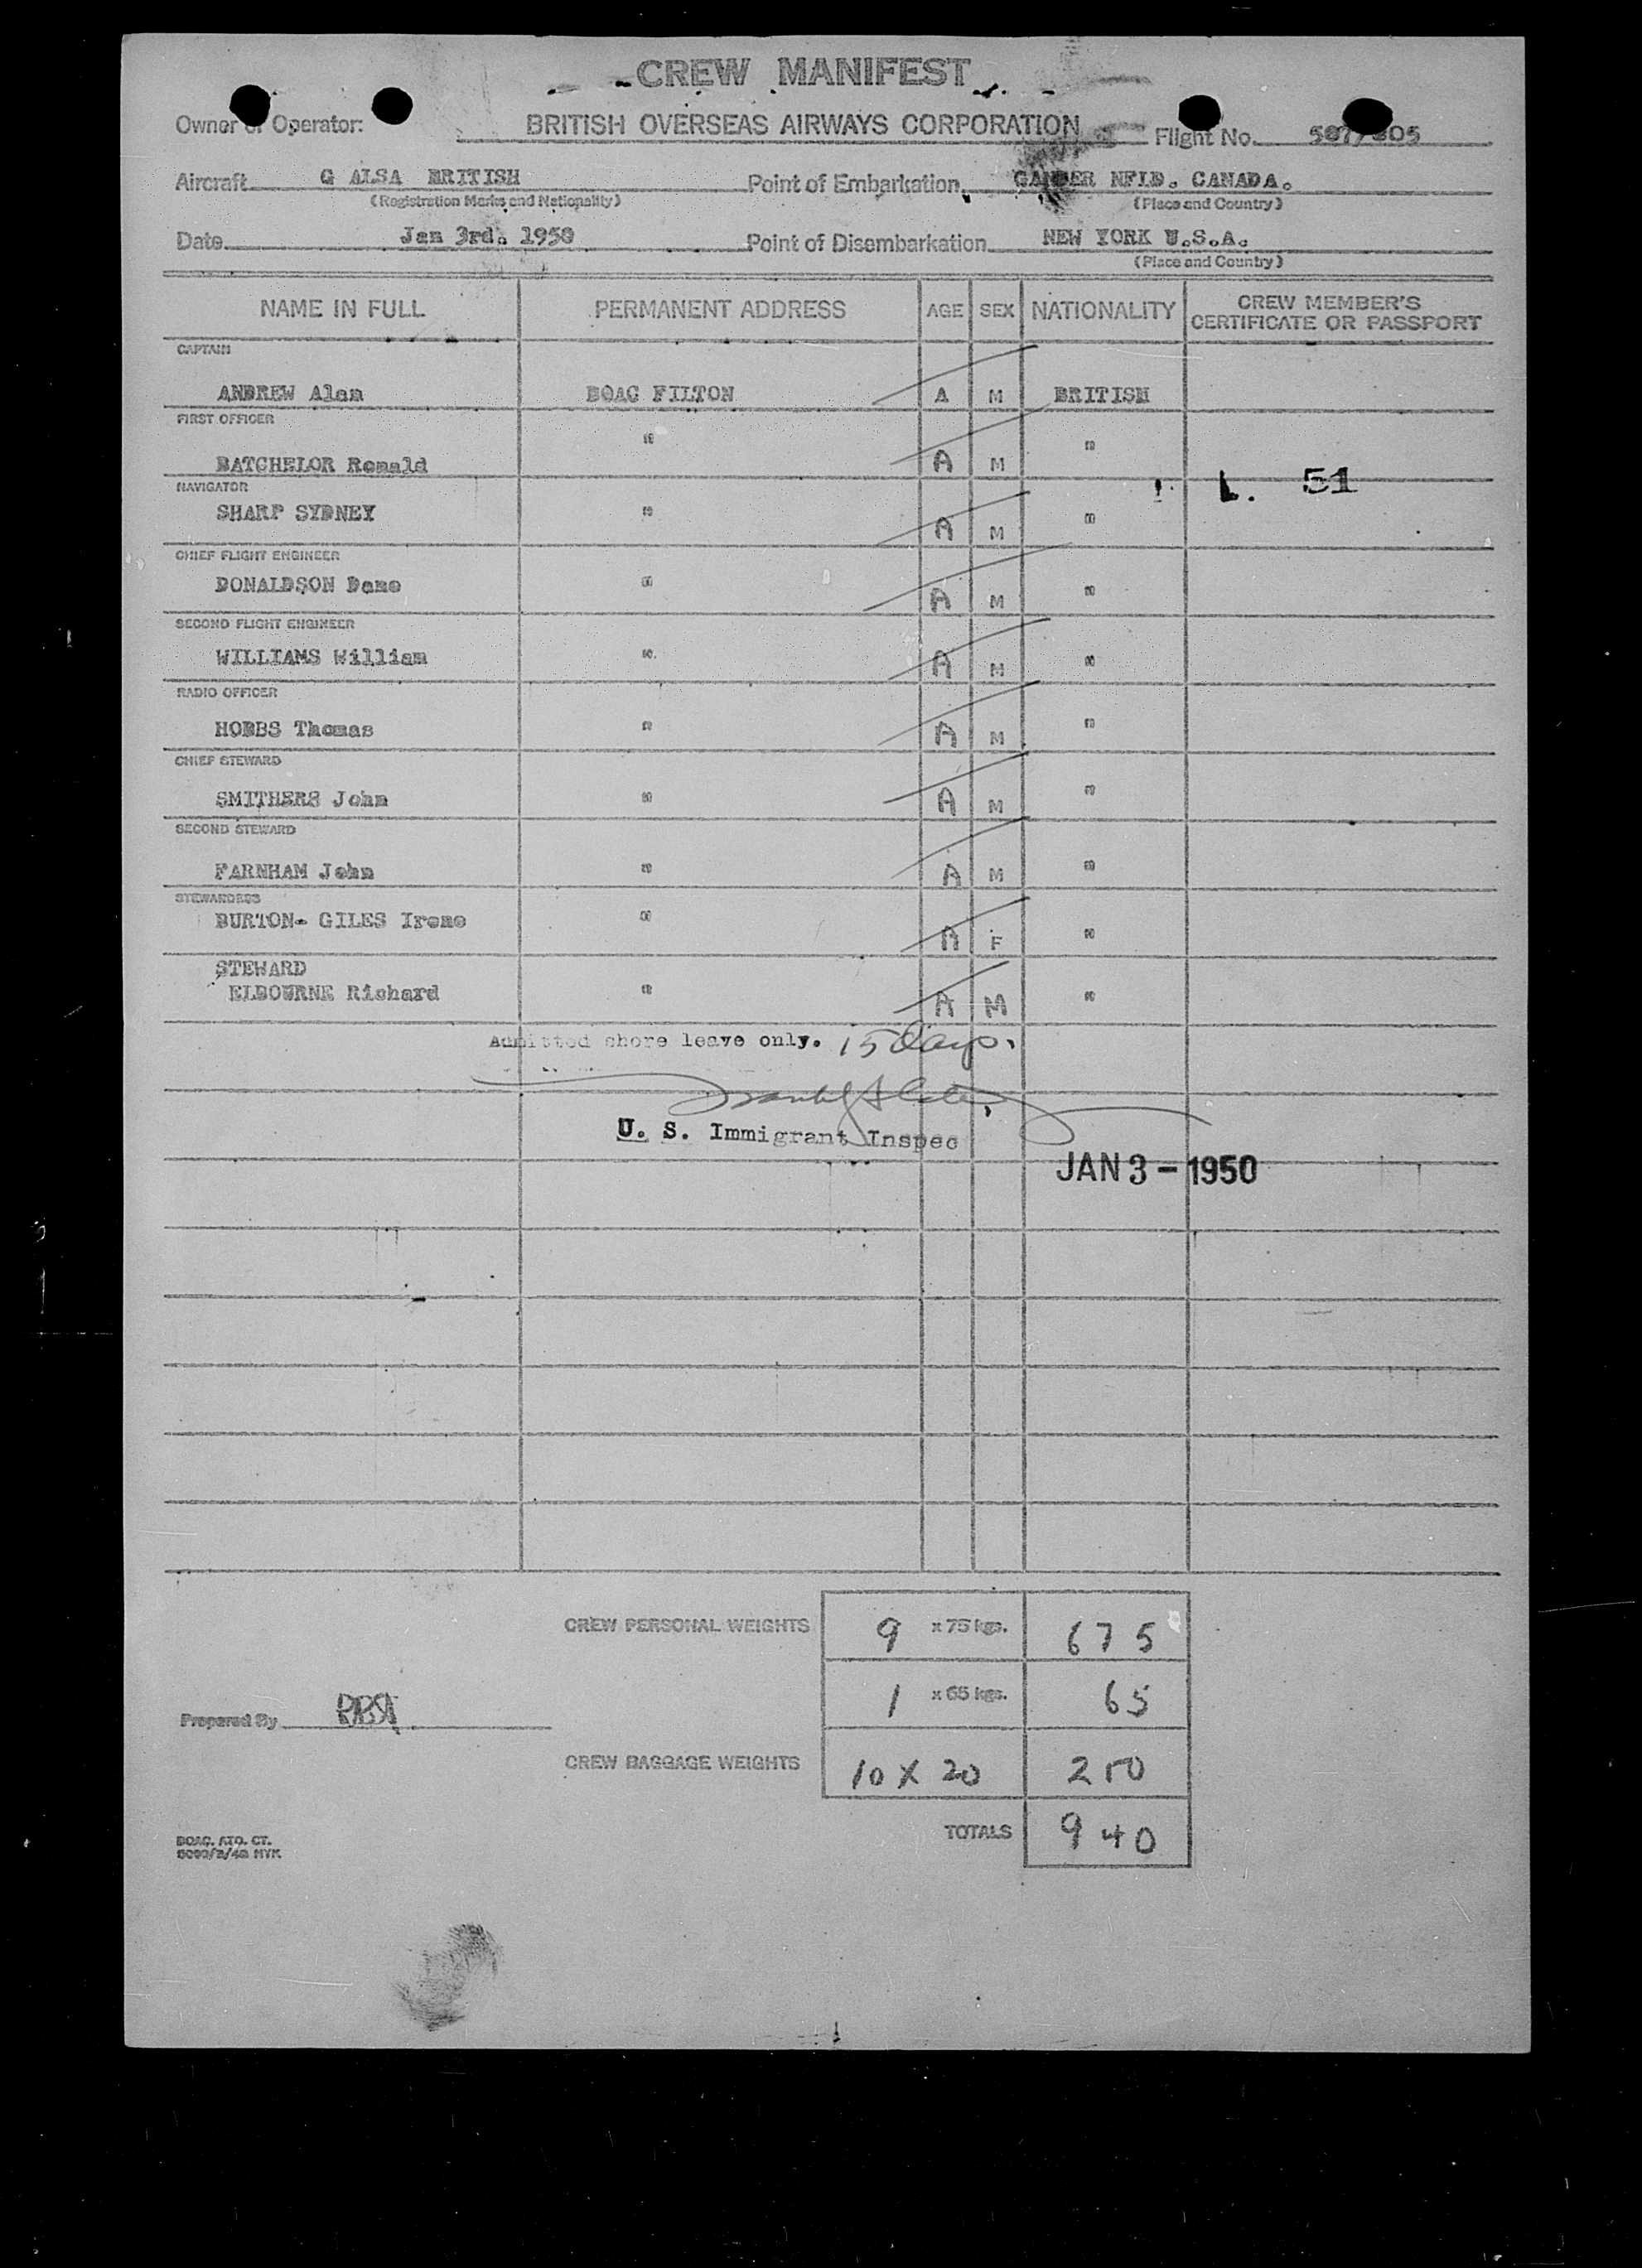 CREW MANIFEST
Owner or Operator: BRITISH OVERSEAS AIRWAYS CORPORATION Flight No.
Aircraft G ALSA BRITISH Point of Embarkation GANDER NFLD. CANADA.
(Registration Marks and Nationality) (Place and Country)
Date Jan 3rd. 1950 Point of Disembarkation NEW YORK U.S.A.
(Place and Country)
NAME IN FULL PERMANENT ADDRESS AGE SEX NATIONALITY CREW MEMBER'S CERTIFICATE OR PASSPORT
CAPTAIN
ANDREW Alan BOAC FILTON A M BRITISH
FIRST OFFICER
BATCHELOR Ronald " A M "
L. 51
NAVIGATOR
SHARP SYDNEY " A M "
CHIEF FLIGHT ENGINEER
DONALDSON Dane " A M "
SECOND FLIGHT ENGINEER
WILLIAMS William " A M "
RADIO OFFICER
HOBBS Thomas " A M "
CHIEF STEWARD
SMITHERS John " A M "
SECOND STEWARD
FARNHAM John " A M "
STEWARDESS
BURTON- GILES Irene " A F "
STEWARD
ELBOURNE Richard " A M "
Admitted shore leave only. 15 Days.
U. S. Immigrant Inspec
JAN 3 - 1950
CREW PERSONAL WEIGHTS 9 x 75 kgs. 675
1 x 65 kgs. 65
Prepared By
CREW BAGGAGE WEIGHTS 10 X 20 200
TOTALS 940
BOAC. ATO. CT.